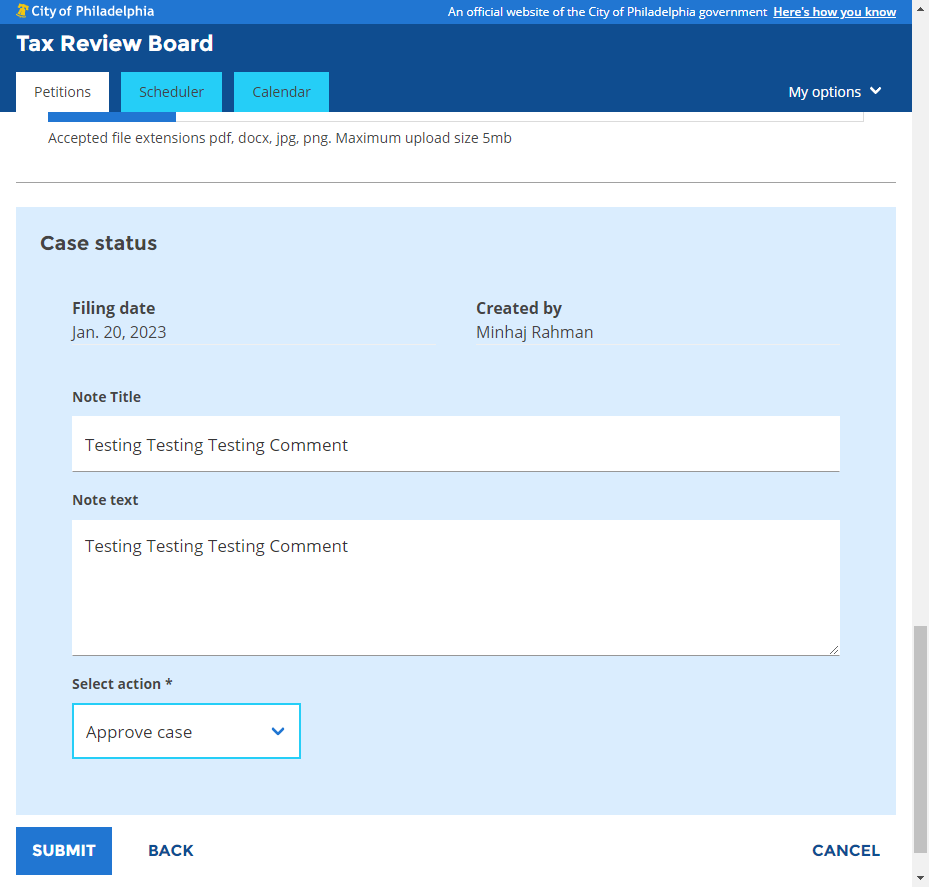 City of Philadelphia
An official website of the City of Philadelphia government Here's how you know
Tax Review Board
Petitions Scheduler Calendar My options
Accepted file extensions pdf, docx, jpg, png. Maximum upload size 5mb
Case status
Filing date Created by
Jan. 20, 2023 Minhaj Rahman
Note Title
Testing Testing Testing Comment
Note text
Testing Testing Testing Comment
Select action *
Approve case
SUBMIT BACK CANCEL